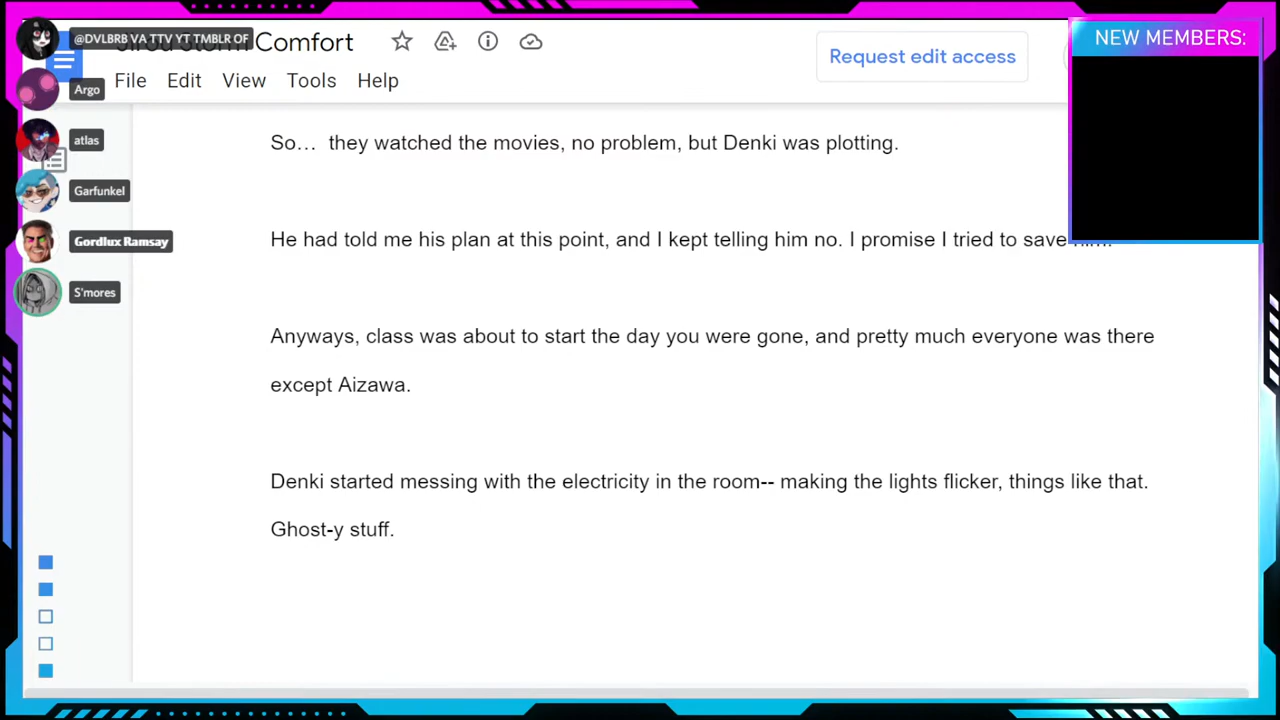 @DVLBRB VA TTV YT TMBLR OF
Comfort
Request edit access
NEW MEMBERS:
File Edit View Tools Help
Argo
atlas
Garfunkel
Gordlux Ramsay
S'mores
So… they watched the movies, no problem, but Denki was plotting.
He had told me his plan at this point, and I kept telling him no. I promise I tried to save him.
Anyways, class was about to start the day you were gone, and pretty much everyone was there
except Aizawa.
Denki started messing with the electricity in the room-- making the lights flicker, things like that.
Ghost-y stuff.